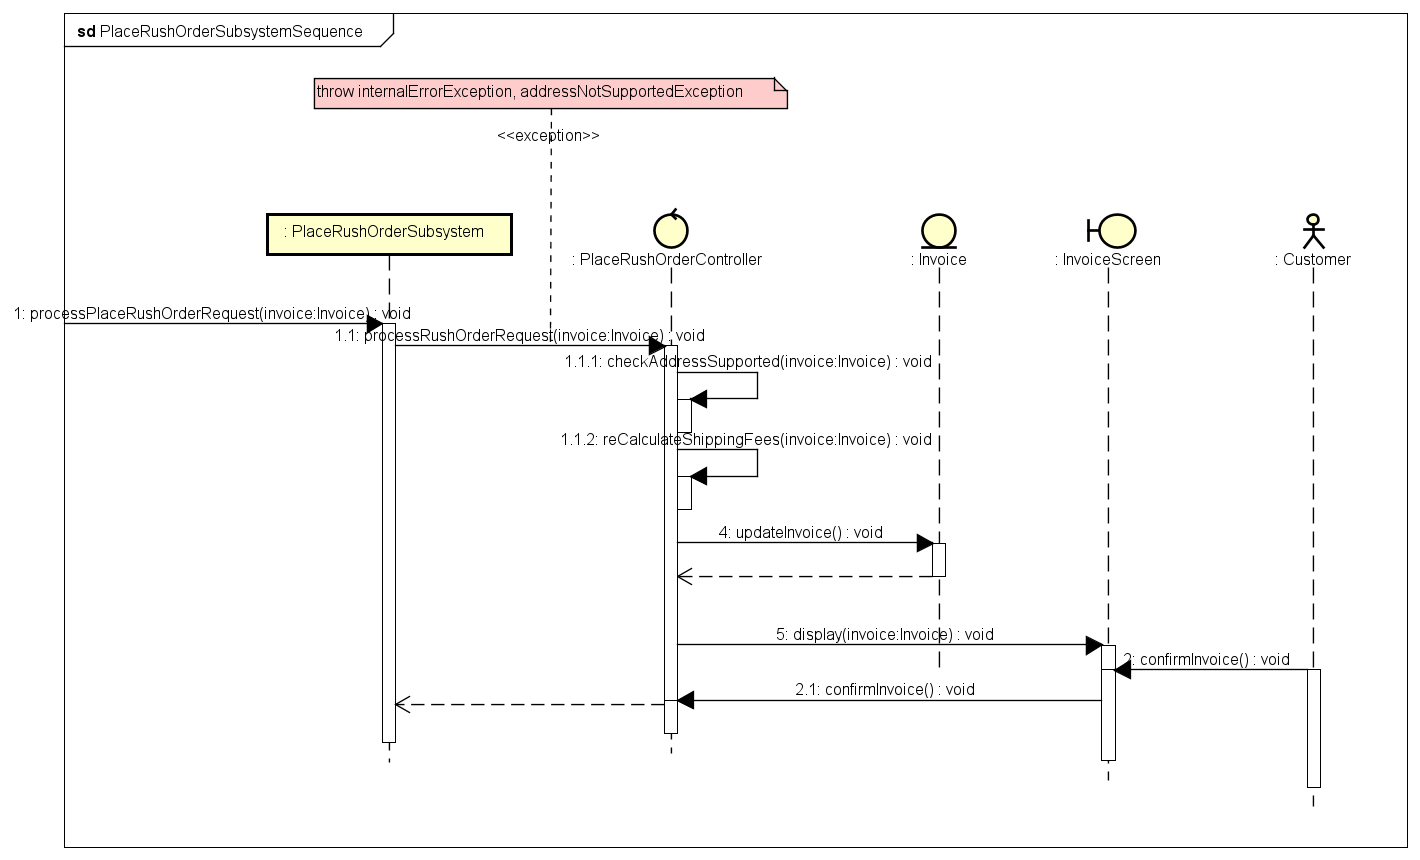 sd PlaceRushOrderSubsystemSequence
throw internalErrorException, addressNotSupportedException
<<exception>>
: PlaceRushOrderSubsystem
: PlaceRushOrderController
: Invoice
: InvoiceScreen
: Customer
1: processPlaceRushOrderRequest(invoice:Invoice) : void
1.1: processRushOrderRequest(invoice:Invoice) : void
1.1.1: checkAddressSupported(invoice:Invoice) : void
1.1.2: reCalculateShippingFees(invoice:Invoice) : void
4: updateInvoice() : void
5: display(invoice:Invoice) : void
2: confirmInvoice() : void
2.1: confirmInvoice() : void